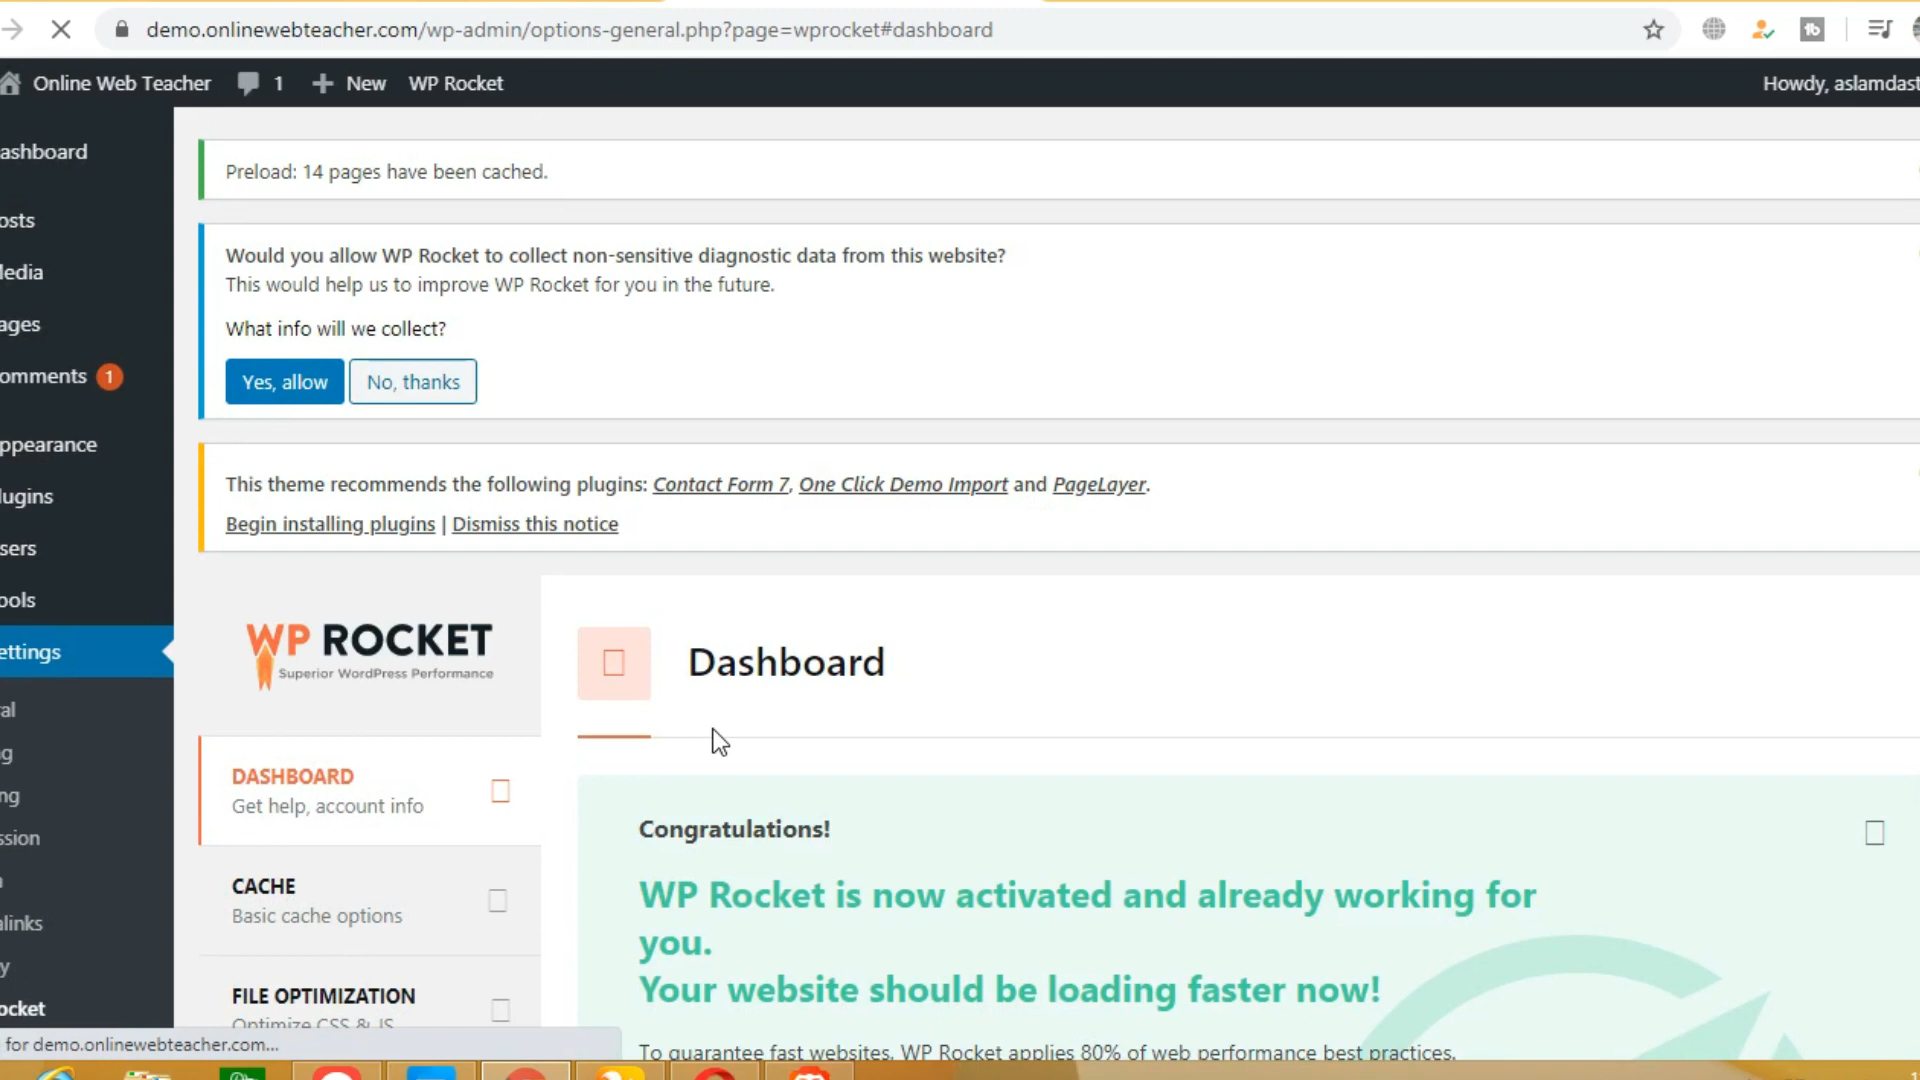 demo.onlinewebteacher.com/wp-admin/options-general.php?page=wprocket#dashboard
Online Web Teacher 1 New WP Rocket Howdy, aslamdast
ashboard
osts
ledia
ages
omments 1
ppearance
lugins
sers
ools
ettings
al
ng
ssion
alinks
y
ocket
Preload: 14 pages have been cached.
Would you allow WP Rocket to collect non-sensitive diagnostic data from this website?
This would help us to improve WP Rocket for you in the future.
What info will we collect?
Yes, allow No, thanks
This theme recommends the following plugins: Contact Form 7, One Click Demo Import and PageLayer.
Begin installing plugins | Dismiss this notice
WP ROCKET
Superior WordPress Performance
DASHBOARD
Get help, account info
CACHE
Basic cache options
FILE OPTIMIZATION
Optimize CSS & JS
Dashboard
Congratulations!
WP Rocket is now activated and already working for
you.
Your website should be loading faster now!
To guarantee fast websites, WP Rocket applies 80% of web performance best practices.
for demo.onlinewebteacher.com...